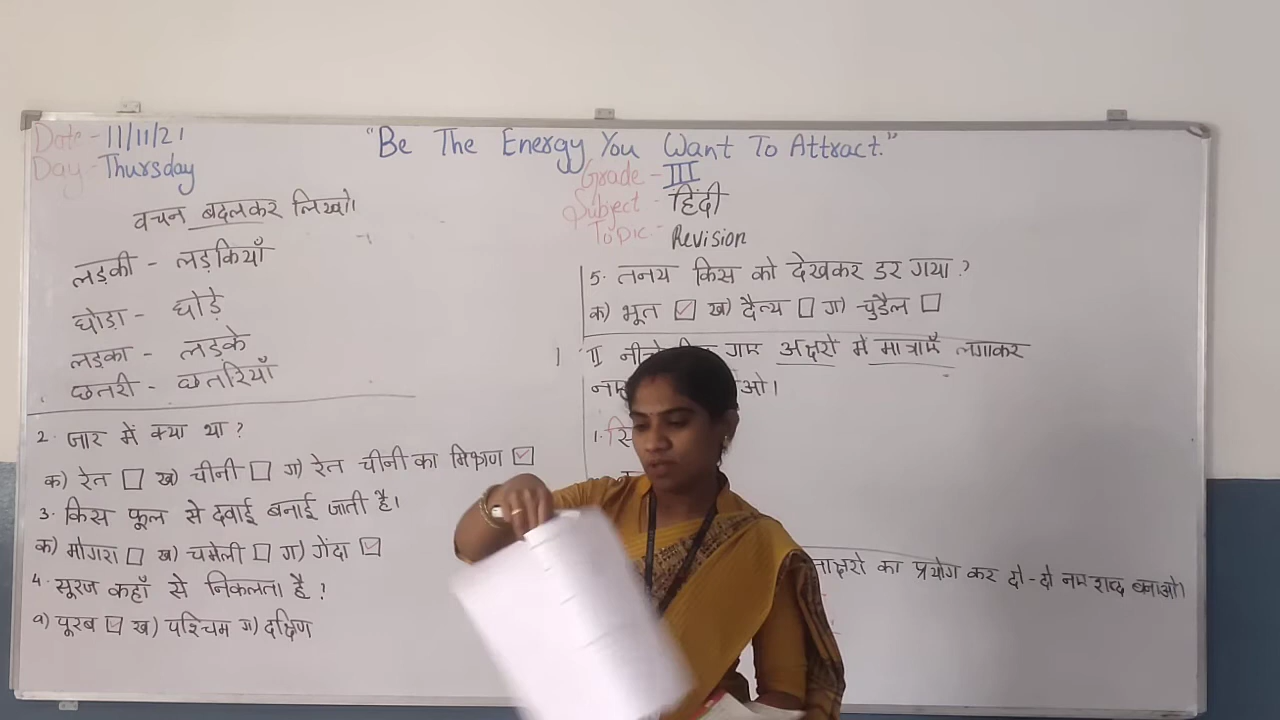 Date - 11/11/21
Day - Thursday
"Be The Energy You Want To Attract."
Grade - III
Subject - हिंदी
Topic - Revision
वचन बदलकर लिखो।
लड़की - लड़कियाँ
घोड़ा - घोड़े
लड़का - लड़के
छतरी - छतरियाँ
2. जार में क्या था ?
क) रेत ख) चीनी ग) रेत चीनी का मिश्रण
3. किस फूल से दवाई बनाई जाती है।
क) मोगरा ख) चमेली ग) गेंदा
4. सूरज कहाँ से निकलता है ?
क) पूरब ख) पश्चिम ग) दक्षिण
5. तनय किस को देखकर डर गया ?
क) भूत ख) दैत्य ग) चुडैल
II नीचे गए अक्षरो मे मात्राएँ लगाकर
ओ।
1.
का प्रयोग कर दो-दो नए शब्द बनाओ।